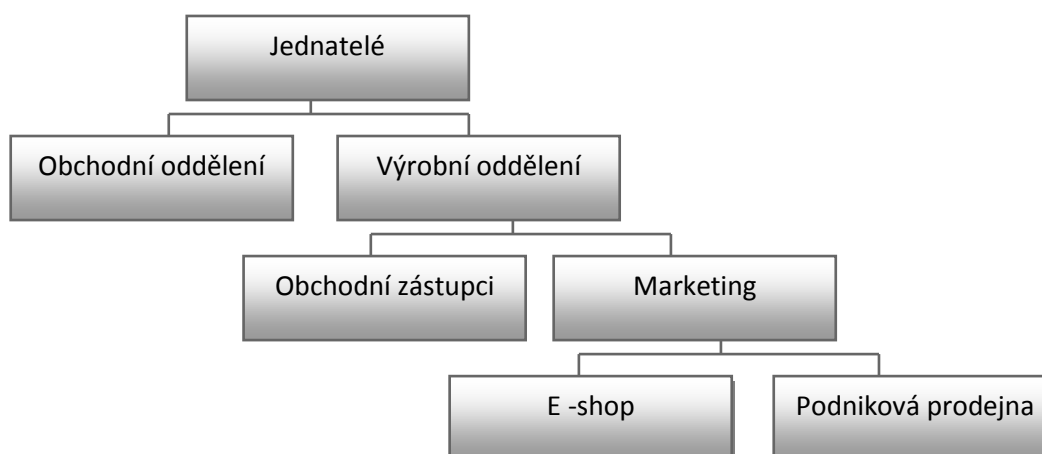 Jednatelé
Obchodní oddělení
Výrobní oddělení
Obchodní zástupci
Marketing
E -shop
Podniková prodejna